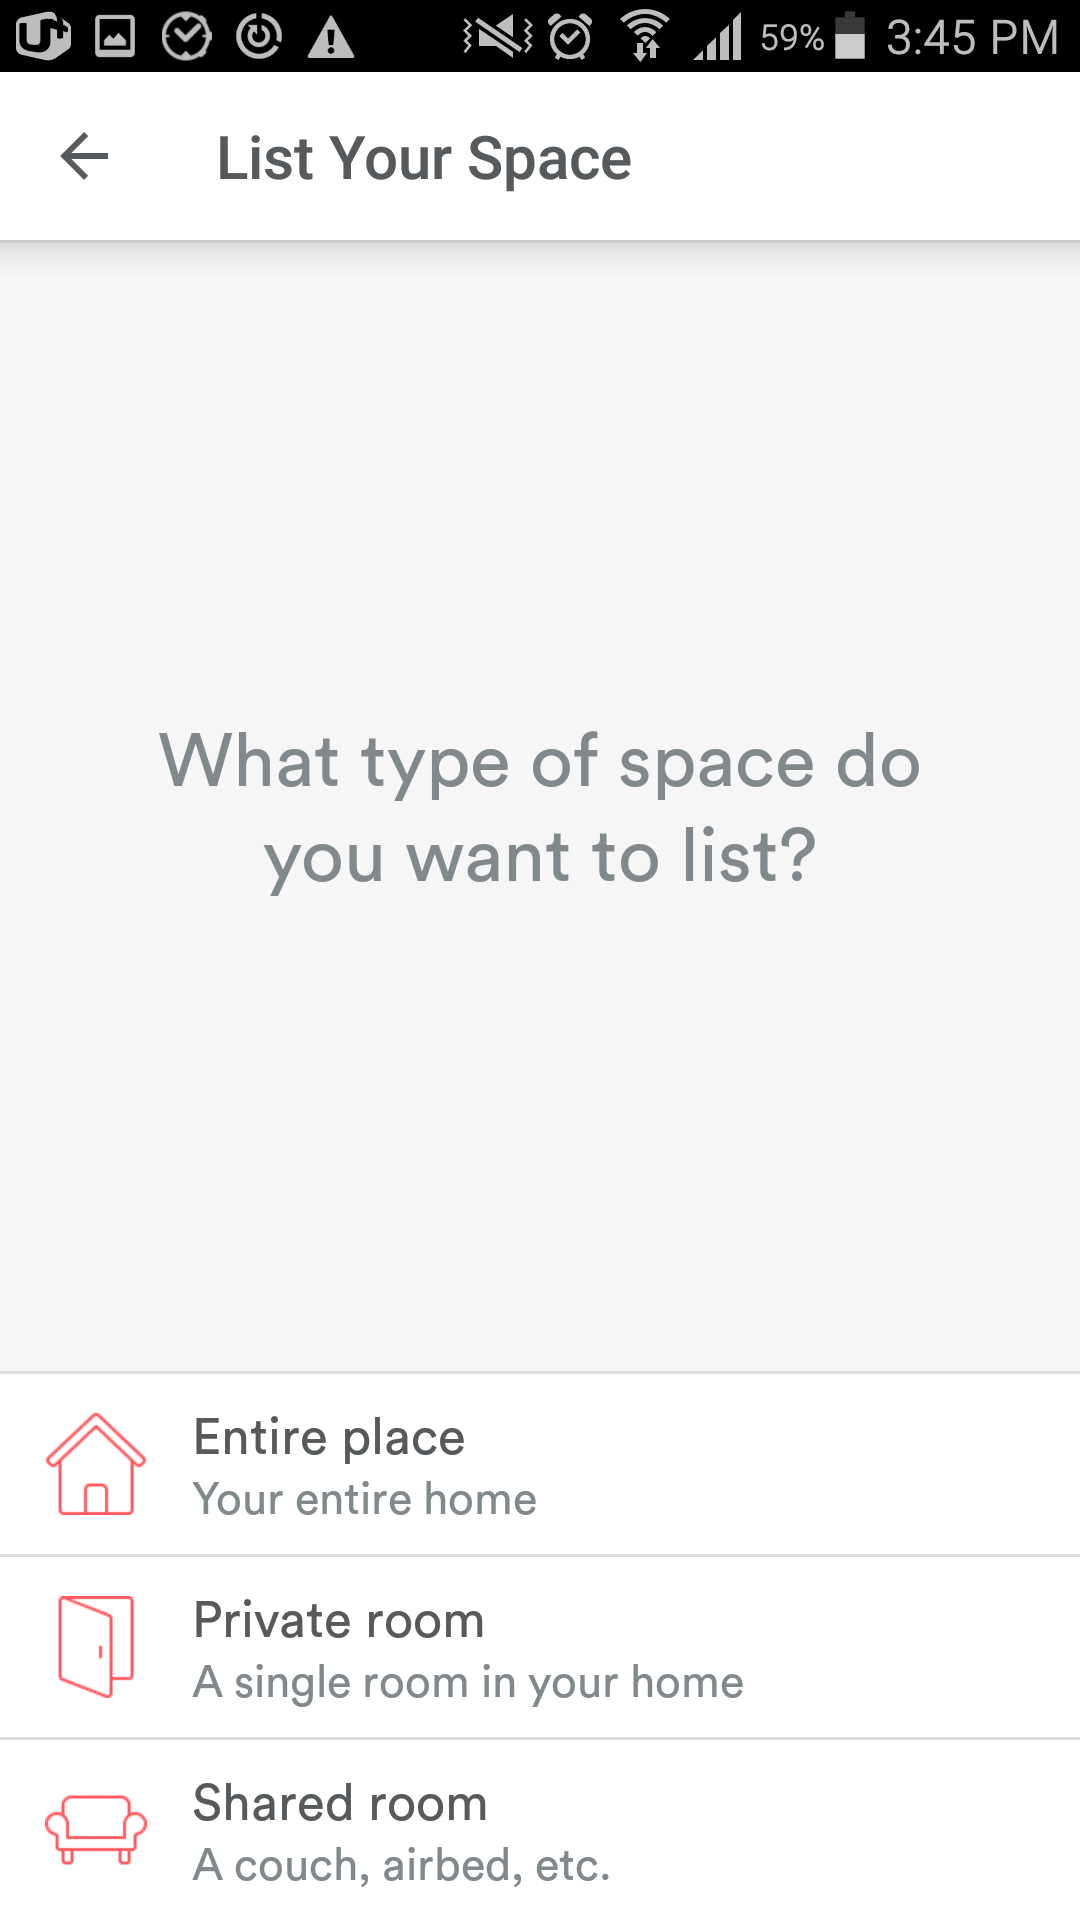 59% 3:45 PM
List Your Space
What type of space do
you want to list?
Entire place
Your entire home
Private room
A single room in your home
Shared room
A couch, airbed, etc.